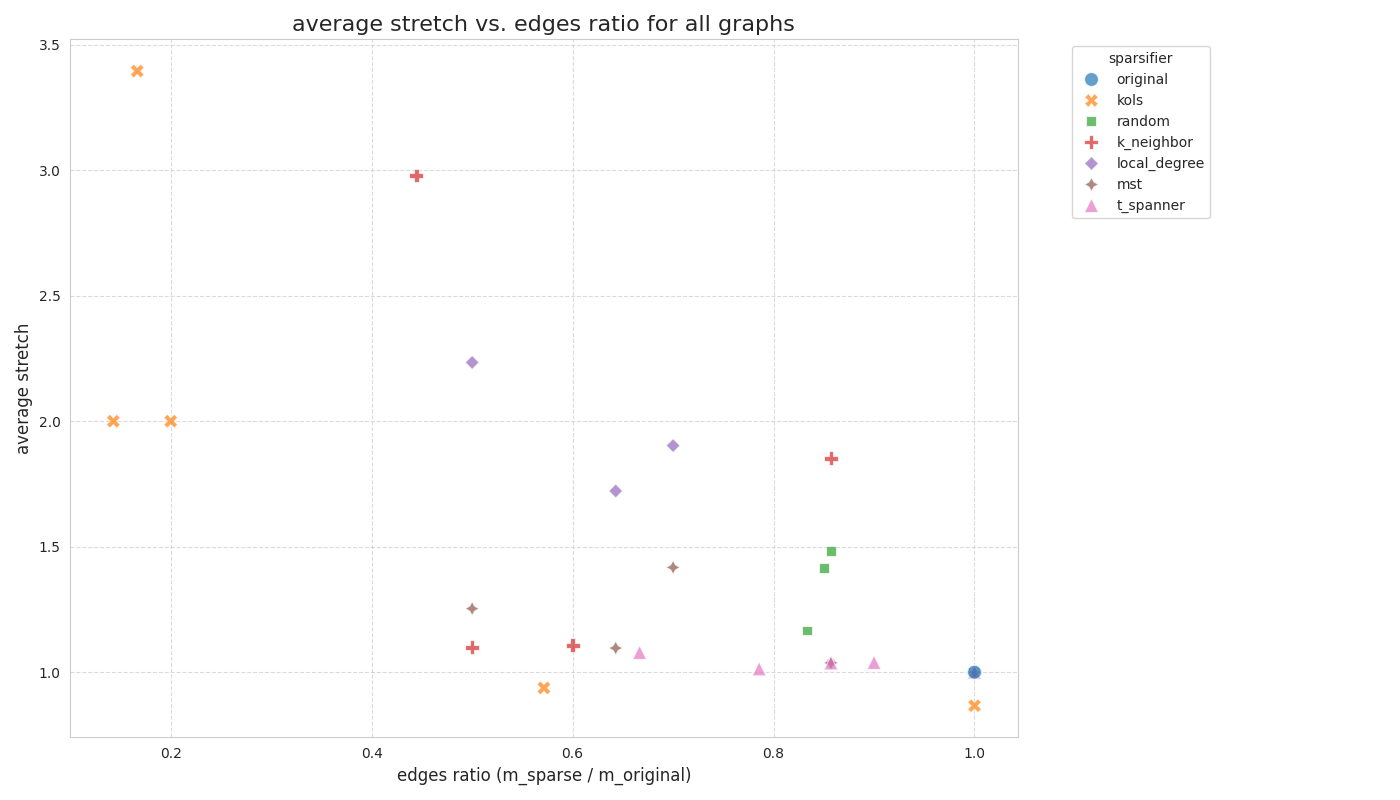 average stretch vs. edges ratio for all graphs
3.5
3.0
2.5
2.0
1.5
1.0
average stretch
0.2
0.4
0.6
0.8
1.0
edges ratio (m_sparse / m_original)
sparsifier
original
kols
random
k_neighbor
local_degree
mst
t_spanner